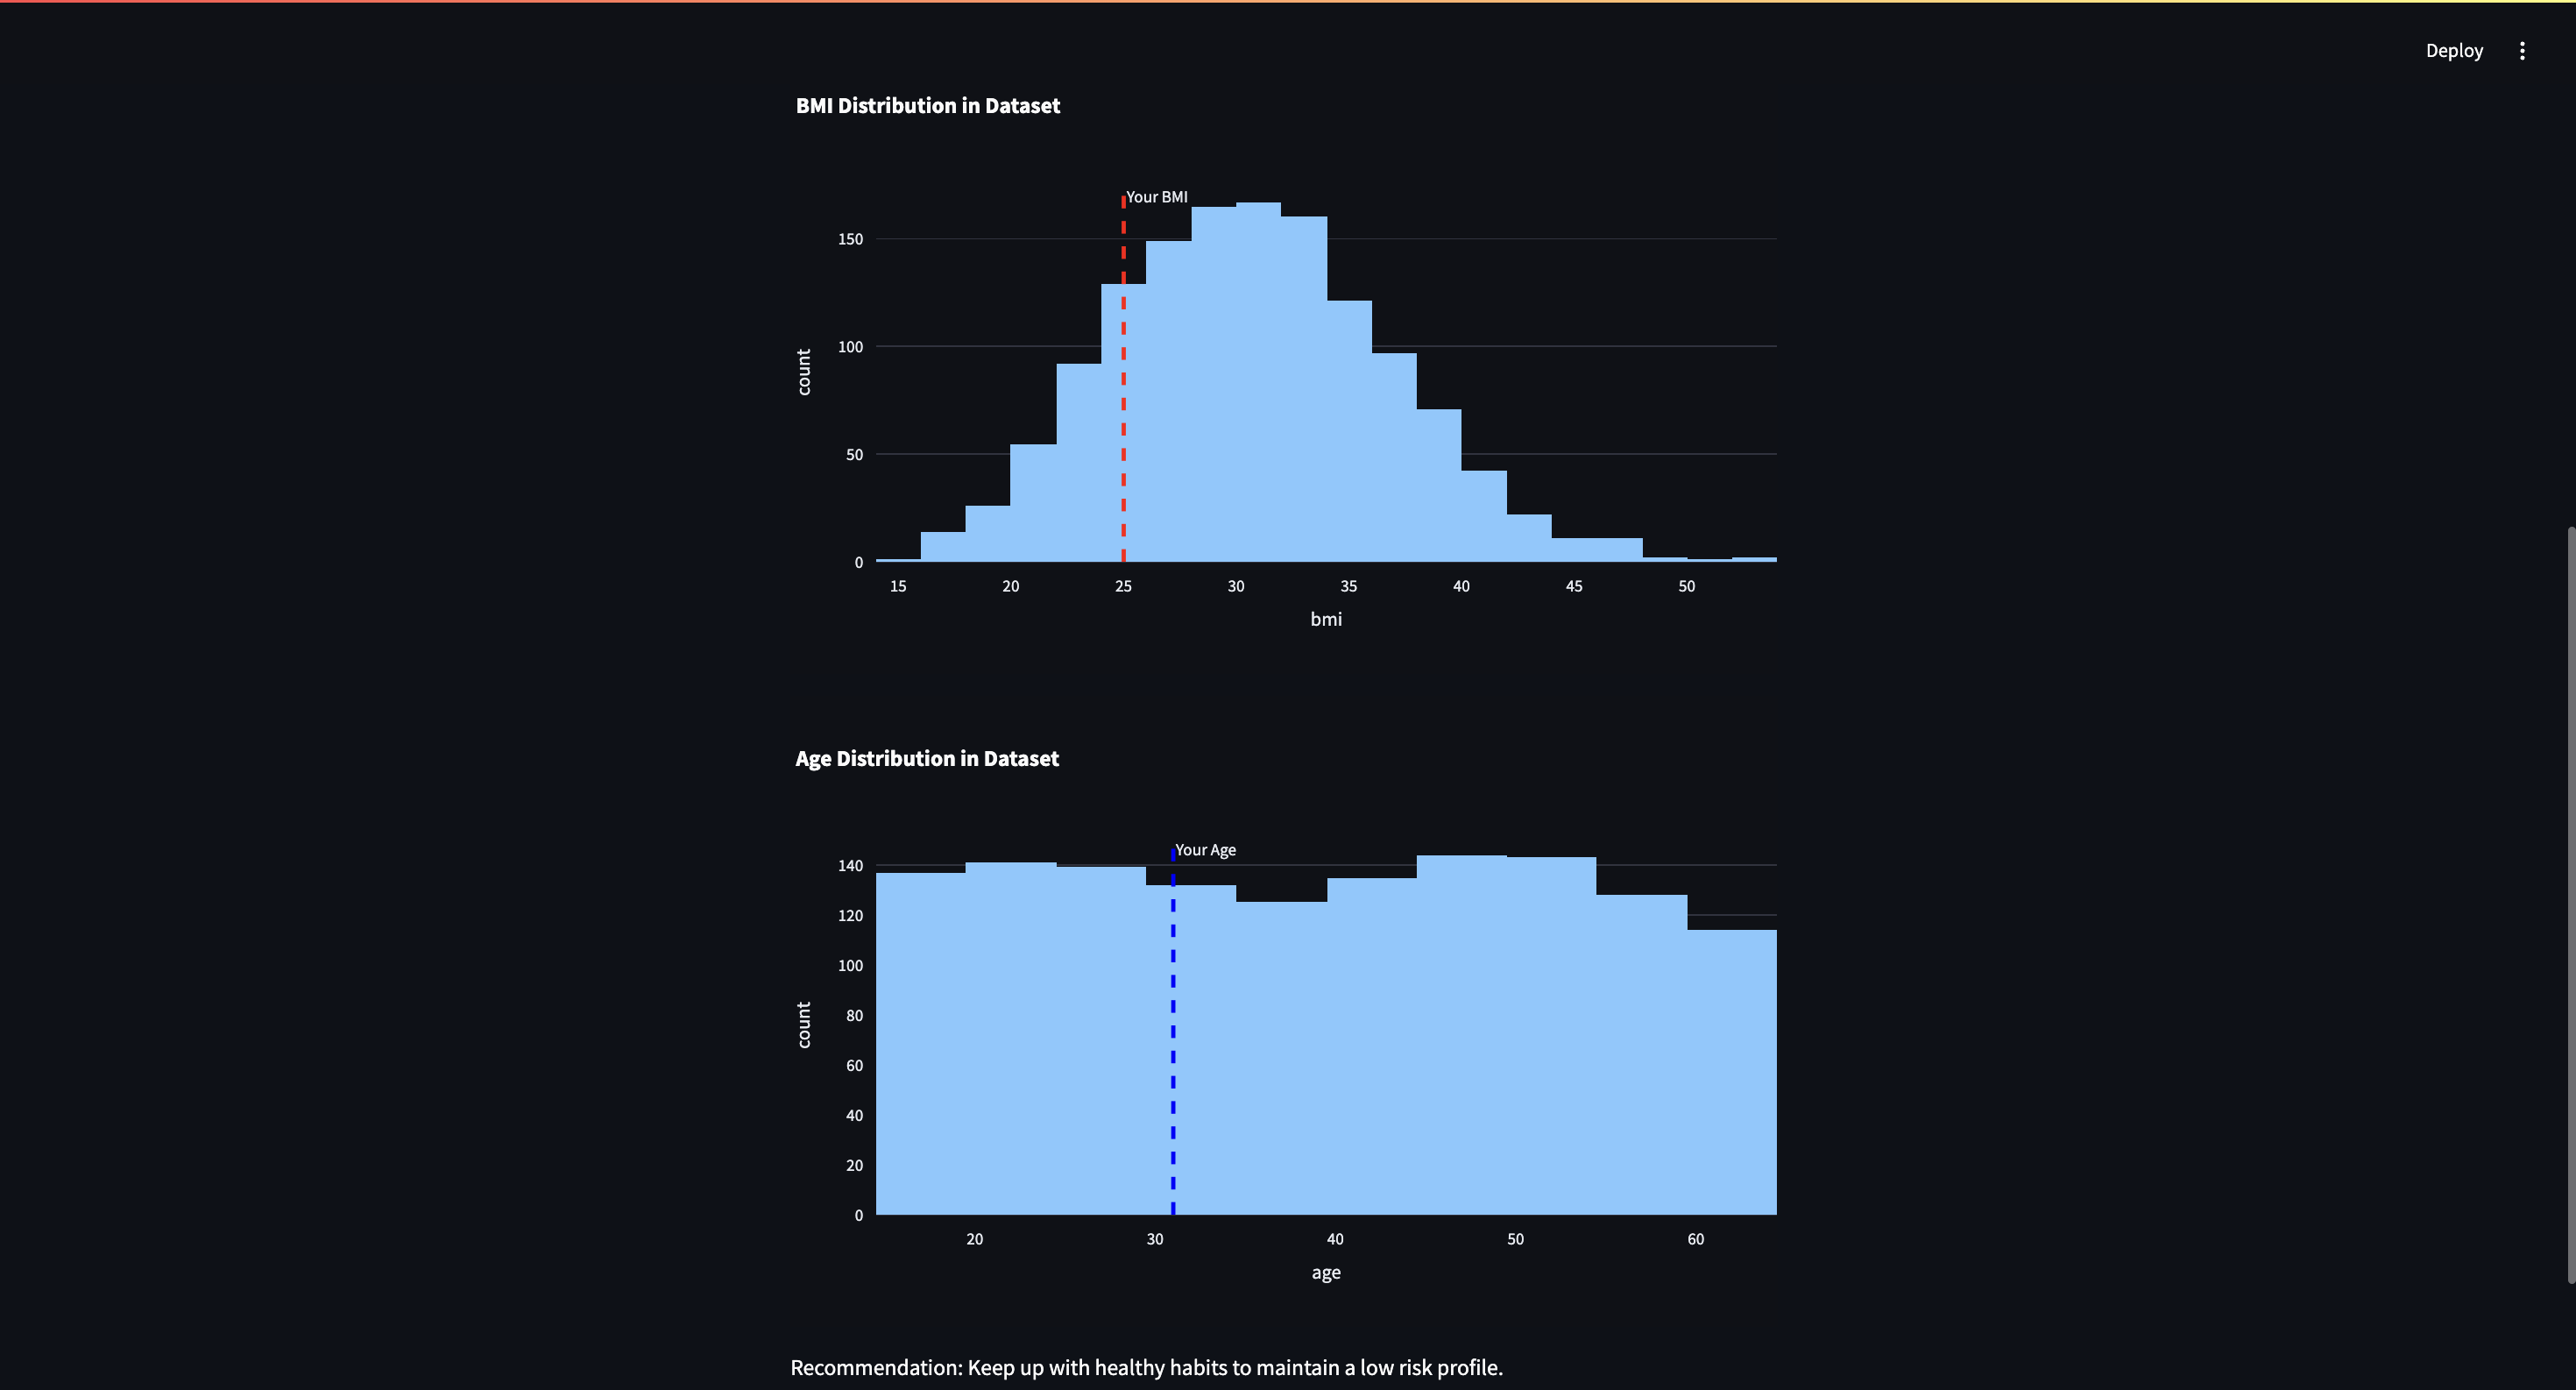 Deploy
BMI Distribution in Dataset
Your BMI
150
100
50
0
count
15 20 25 30 35 40 45 50
bmi
Age Distribution in Dataset
Your Age
140
120
100
80
60
40
20
0
count
20 30 40 50 60
age
Recommendation: Keep up with healthy habits to maintain a low risk profile.